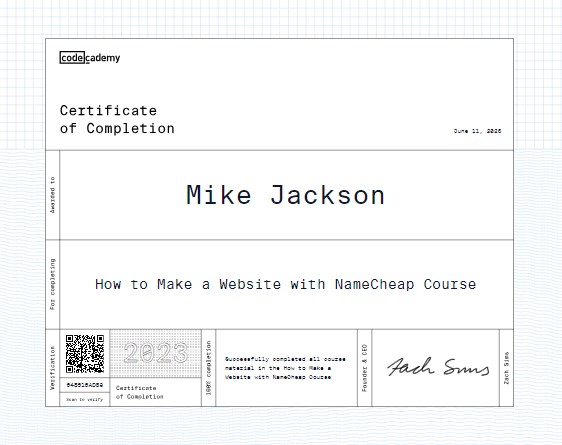 codecademy
Certificate
of Completion
June 11, 2025
Awarded to
Mike Jackson
For completing
How to Make a Website with NameCheap Course
Verification
Scan to verify
2023
Certificate
of Completion
100% completion
Successfully completed all course
material in the How to Make a
Website with NameCheap Course
Founder & CEO
Zach Sims
Zach Sims